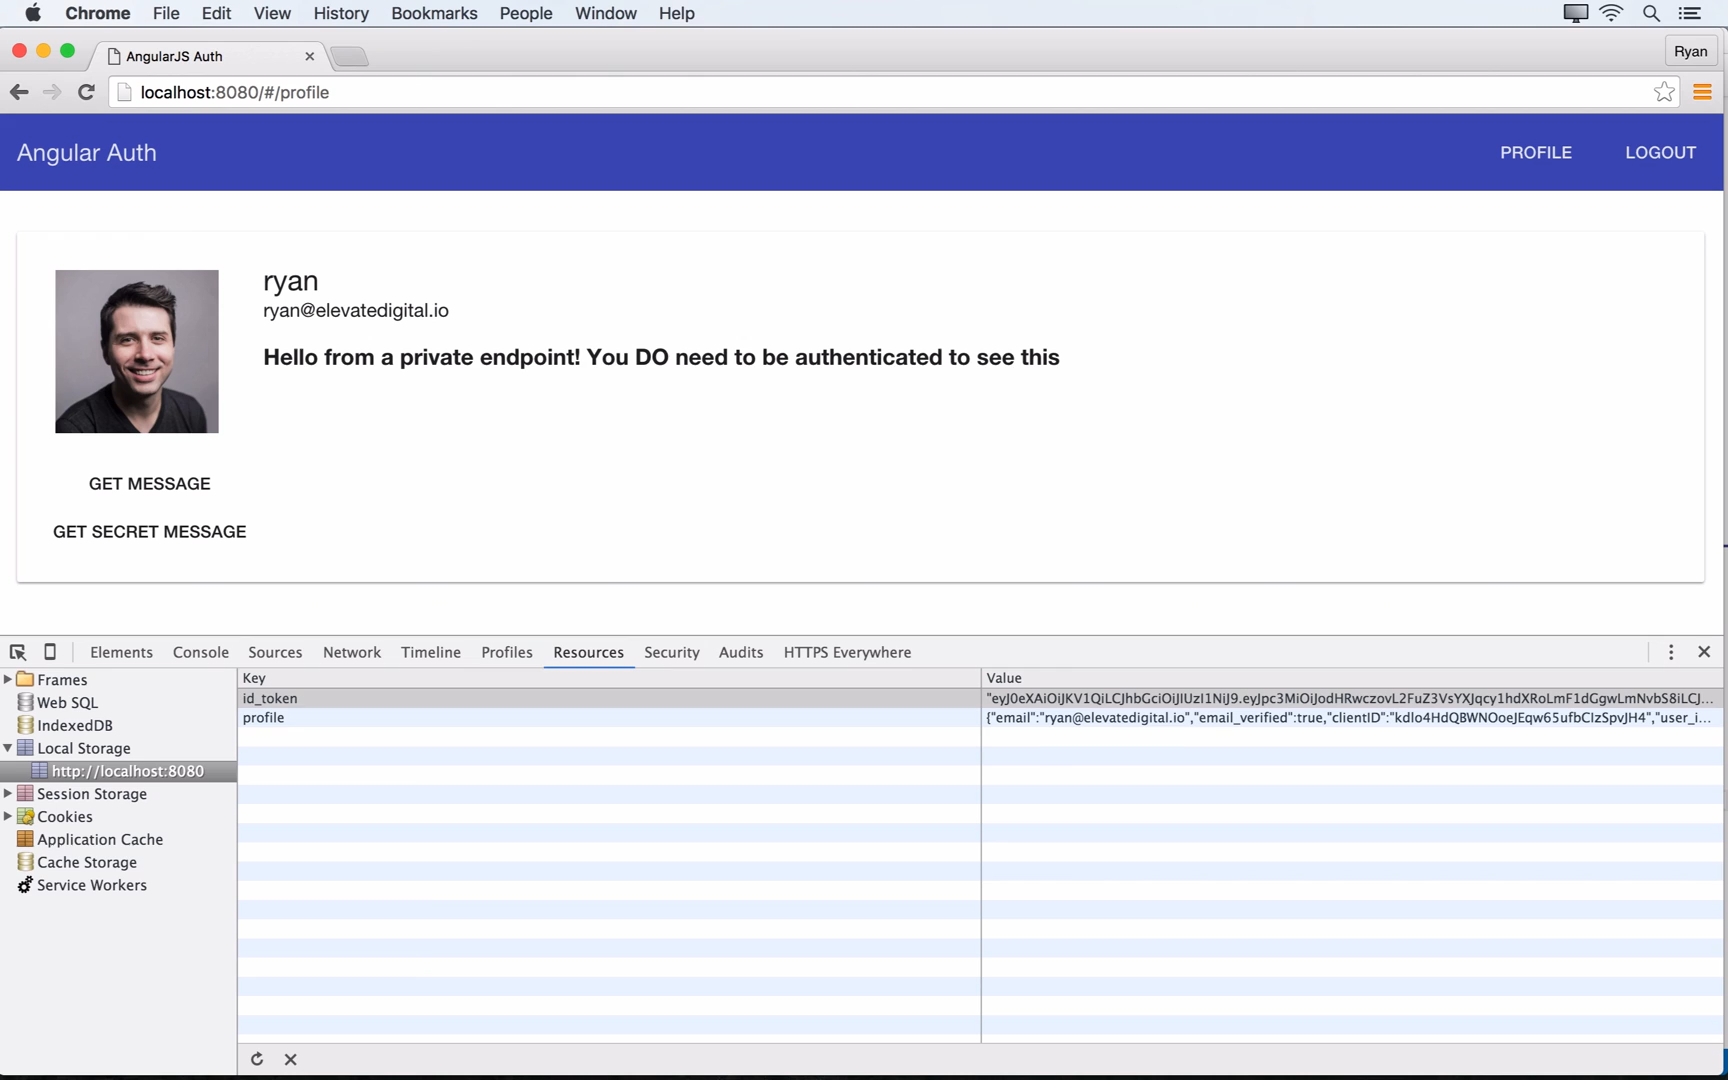 Chrome File Edit View History Bookmarks People Window Help
AngularJS Auth
Ryan
localhost:8080/#/profile
Angular Auth PROFILE LOGOUT
ryan
ryan@elevatedigital.io
Hello from a private endpoint! You DO need to be authenticated to see this
GET MESSAGE
GET SECRET MESSAGE
Elements Console Sources Network Timeline Profiles Resources Security Audits HTTPS Everywhere
Frames
Web SQL
IndexedDB
Local Storage
http://localhost:8080
Session Storage
Cookies
Application Cache
Cache Storage
Service Workers
Key Value
id_token
profile {"email":"ryan@elevatedigital.io","email_verified":true,"clientID":